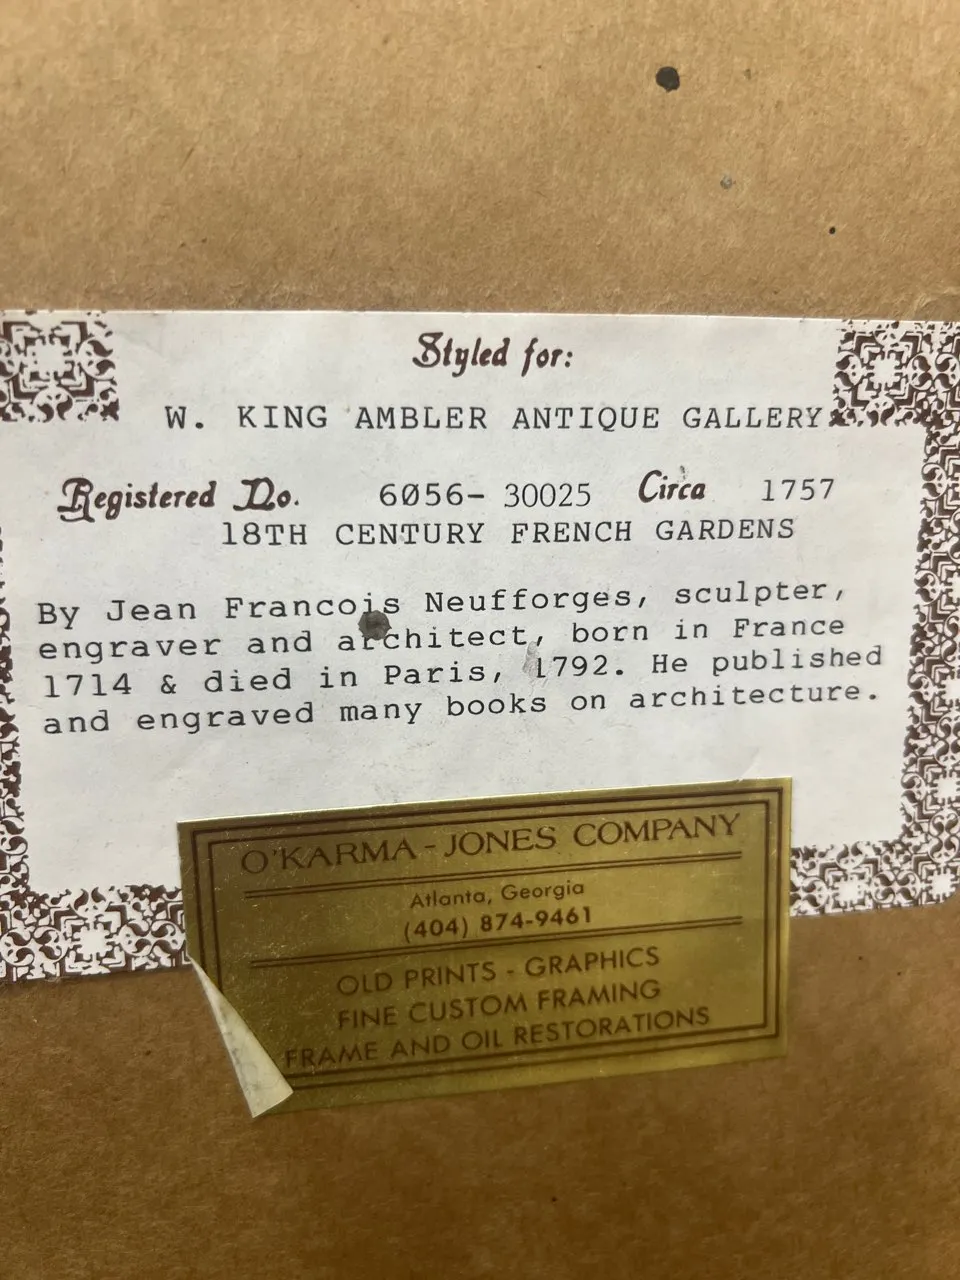 Styled for:
W. KING AMBLER ANTIQUE GALLERY
Registered No. 6056- 30025 Circa 1757
18TH CENTURY FRENCH GARDENS
By Jean Francois Neufforges, sculpter,
engraver and architect, born in France
1714 & died in Paris, 1792. He published
and engraved many books on architecture.
O'KARMA-JONES COMPANY
Atlanta, Georgia
(404) 874-9461
OLD PRINTS - GRAPHICS
FINE CUSTOM FRAMING
FRAME AND OIL RESTORATIONS